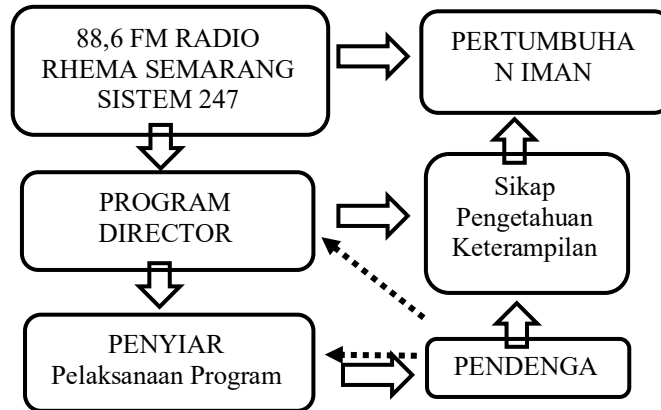 88,6 FM RADIO
RHEMA SEMARANG
SISTEM 247
PERTUMBUHA
N IMAN
PROGRAM
DIRECTOR
Sikap
Pengetahuan
Keterampilan
PENYIAR
Pelaksanaan Program
PENDENGA